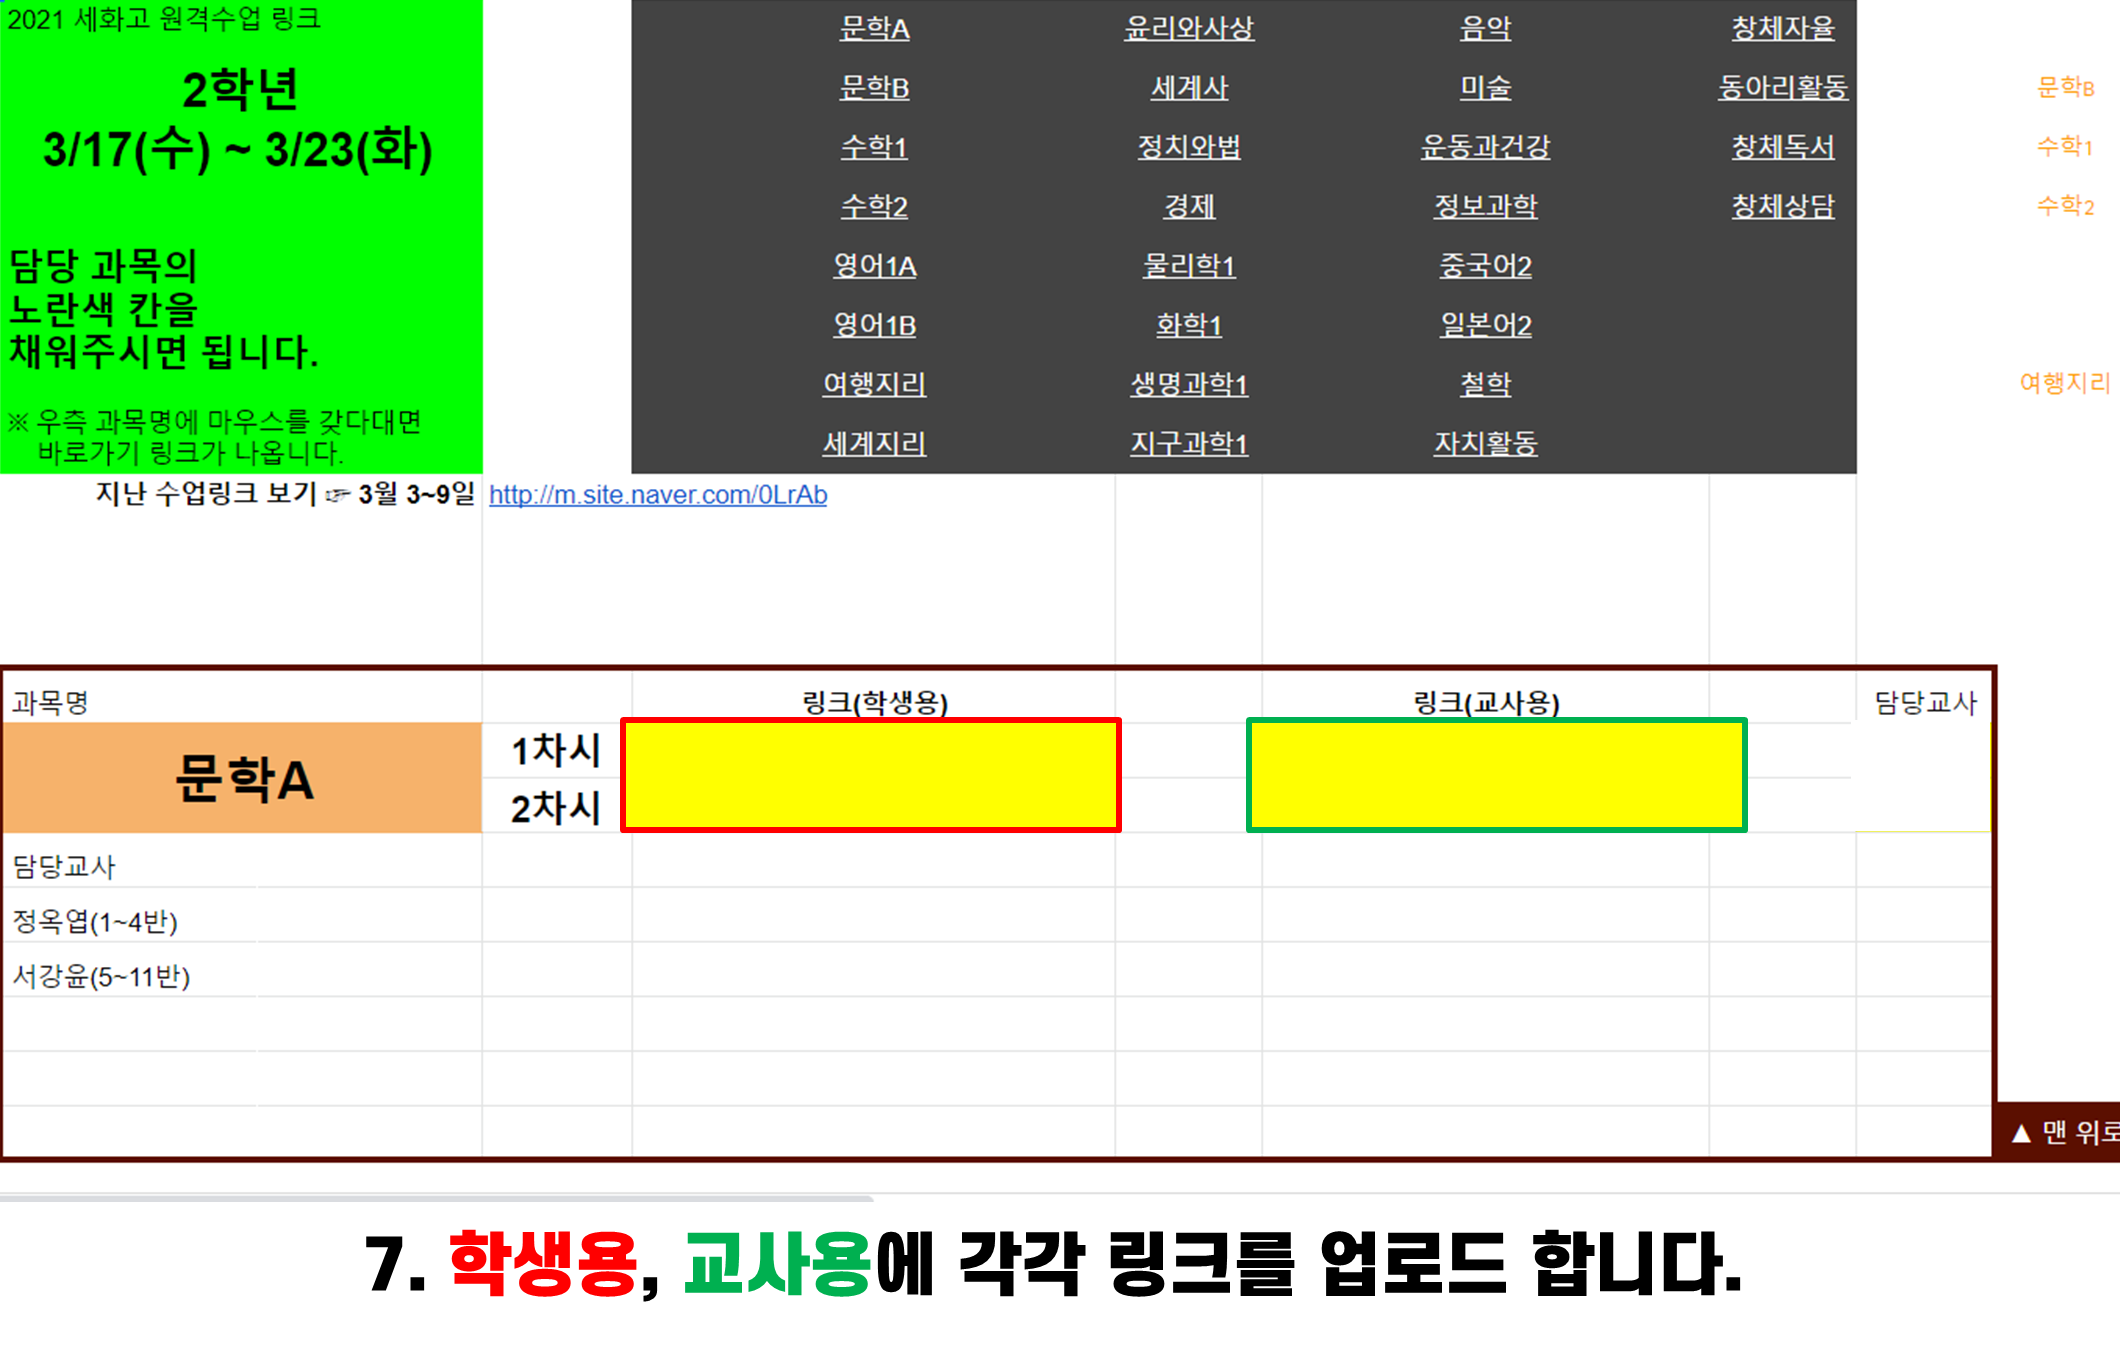 2021 세화고 원격수업 링크
2학년
3/17(수) ~ 3/23(화)
담당 과목의
노란색 칸을
채워주시면 됩니다.
※ 우측 과목명에 마우스를 갖다대면
바로가기 링크가 나옵니다.
문학A 윤리와사상 음악 창체자율
문학B 세계사 미술 동아리활동 문학B
수학1 정치와법 운동과건강 창체독서 수학1
수학2 경제 정보과학 창체상담 수학2
영어1A 물리학1 중국어2
영어1B 화학1 일본어2
여행지리 생명과학1 철학 여행지리
세계지리 지구과학1 자치활동
지난 수업링크 보기 ☞ 3월 3~9일 http://m.site.naver.com/0LrAb
과목명 링크(학생용) 링크(교사용) 담당교사
문학A
1차시
2차시
담당교사
정옥엽(1~4반)
서강윤(5~11반)
▲ 맨 위로
7. 학생용, 교사용에 각각 링크를 업로드 합니다.